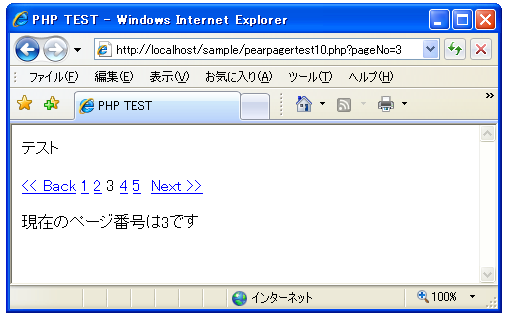 PHP TEST - Windows Internet Explorer
http://localhost/sample/pearpagertest10.php?pageNo=3
ファイル(F) 編集(E) 表示(V) お気に入り(A) ツール(T) ヘルプ(H)
PHP TEST
テスト
<< Back 1 2 3 4 5 Next >>
現在のページ番号は3です
インターネット 100%